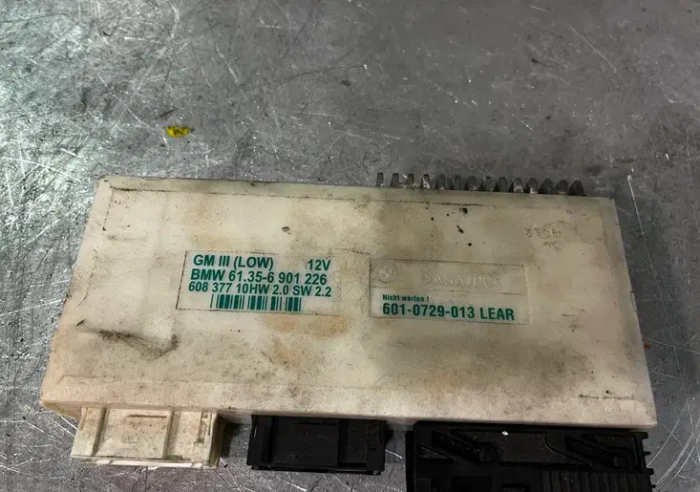 GM III (LOW) 12V
BMW 61.35-6 901 226
608 377 10HW 2.0 SW 2.2
Nicht werfen !
601-0729-013 LEAR